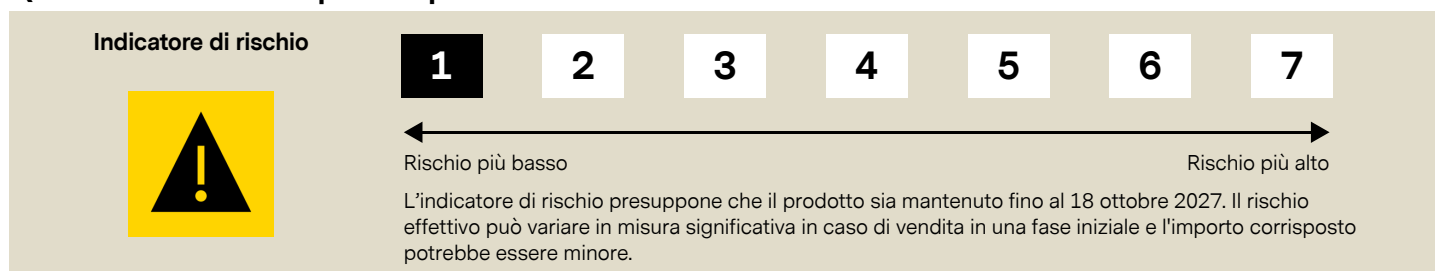 Indicatore di rischio
1 2 3 4 5 6 7
Rischio più basso Rischio più alto
L'indicatore di rischio presuppone che il prodotto sia mantenuto fino al 18 ottobre 2027. Il rischio
effettivo può variare in misura significativa in caso di vendita in una fase iniziale e l'importo corrisposto
potrebbe essere minore.